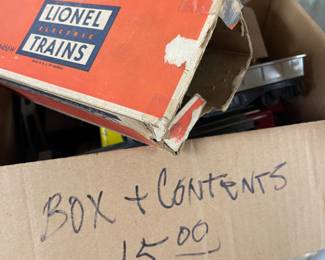 LIONEL
ELECTRIC
TRAINS
BOX + CONTENTS
15.00